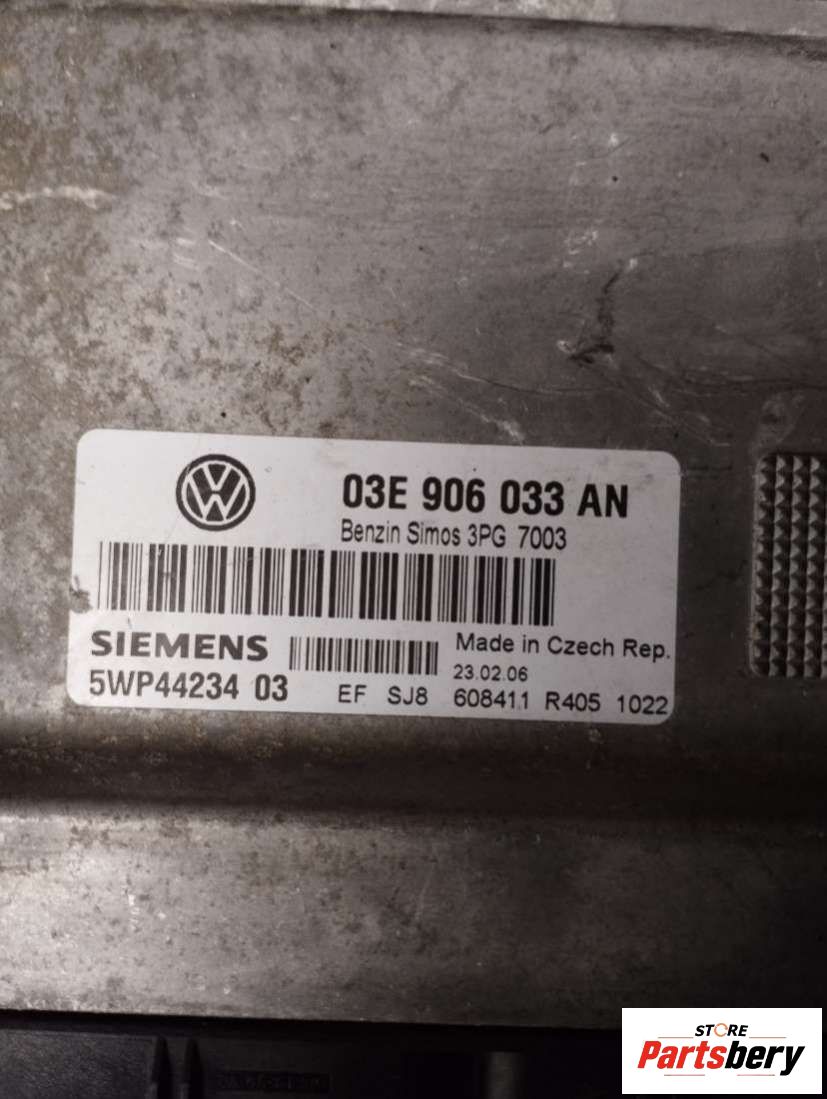 03E 906 033 AN
Benzin Simos 3PG 7003
SIEMENS
Made in Czech Rep.
23.02.06
5WP44234 03
EF SJ8 608411 R405 1022
STORE
Partsbery